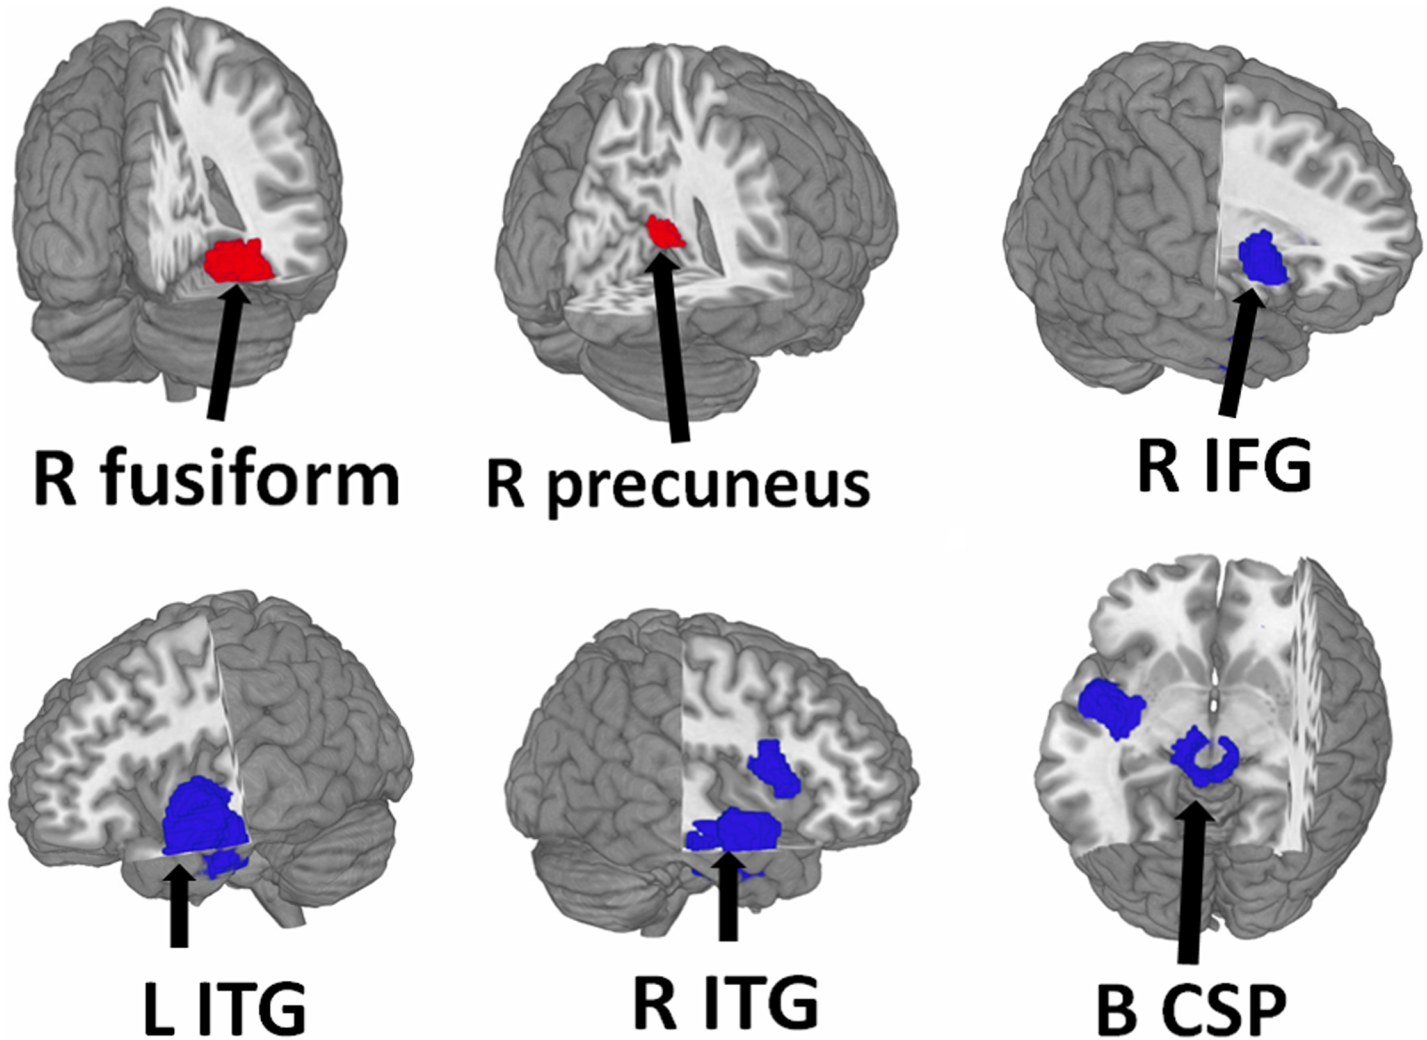 R fusiform
R precuneus
R IFG
L ITG
R ITG
B CSP